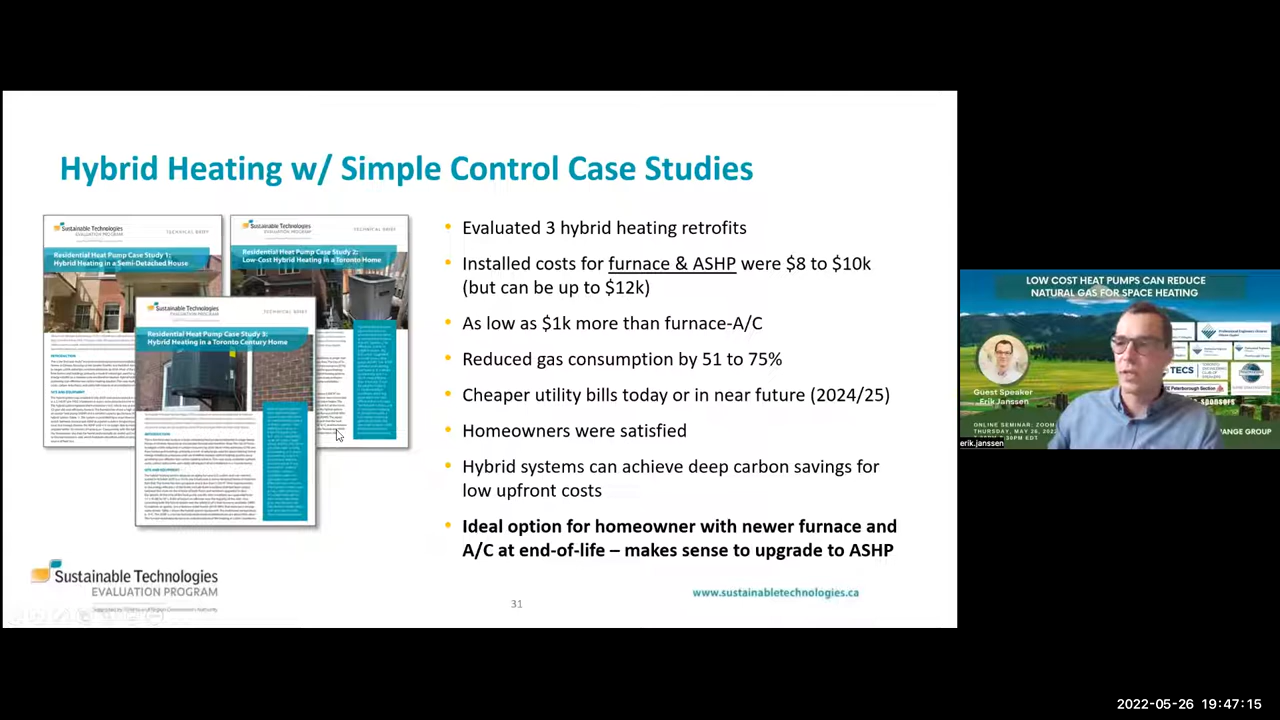 Hybrid Heating w/ Simple Control Case Studies
Sustainable Technologies
EVALUATION PROGRAM
TECHNICAL BRIEF
Residential Heat Pump Case Study 1:
Hybrid Heating in a Semi-Detached House
Sustainable Technologies
EVALUATION PROGRAM
TECHNICAL BRIEF
Residential Heat Pump Case Study 2:
Low-Cost Hybrid Heating in a Toronto Home
Sustainable Technologies
EVALUATION PROGRAM
TECHNICAL BRIEF
Residential Heat Pump Case Study 3:
Hybrid Heating in a Toronto Century Home
INTRODUCTION
SITE AND EQUIPMENT
INTRODUCTION
SITE AND EQUIPMENT
• Evaluated 3 hybrid heating retrofits
• Installed costs for furnace & ASHP were $8 to $10k
(but can be up to $12k)
• As low as $1k more than furnace-A/C
• Reduced gas consumption by 51 to 75%
• Cheaper utility bills today or in near future (2024/25)
• Homeowners were satisfied
• Hybrid systems achieve deep carbon savings for
low upfront costs
• Ideal option for homeowner with newer furnace and
A/C at end-of-life – makes sense to upgrade to ASHP
Sustainable Technologies
EVALUATION PROGRAM
31
www.sustainabletechnologies.ca
LOW COST HEAT PUMPS CAN REDUCE
NATURAL GAS FOR SPACE HEATING
Guest Speaker
Erik Janssen
ONLINE SEMINAR: ZOOM
THURSDAY, MAY 26, 2022
erik.janssen
TECS
Peterborough Section
Sponsors:
ANGE GROUP
2022-05-26 19:47:15